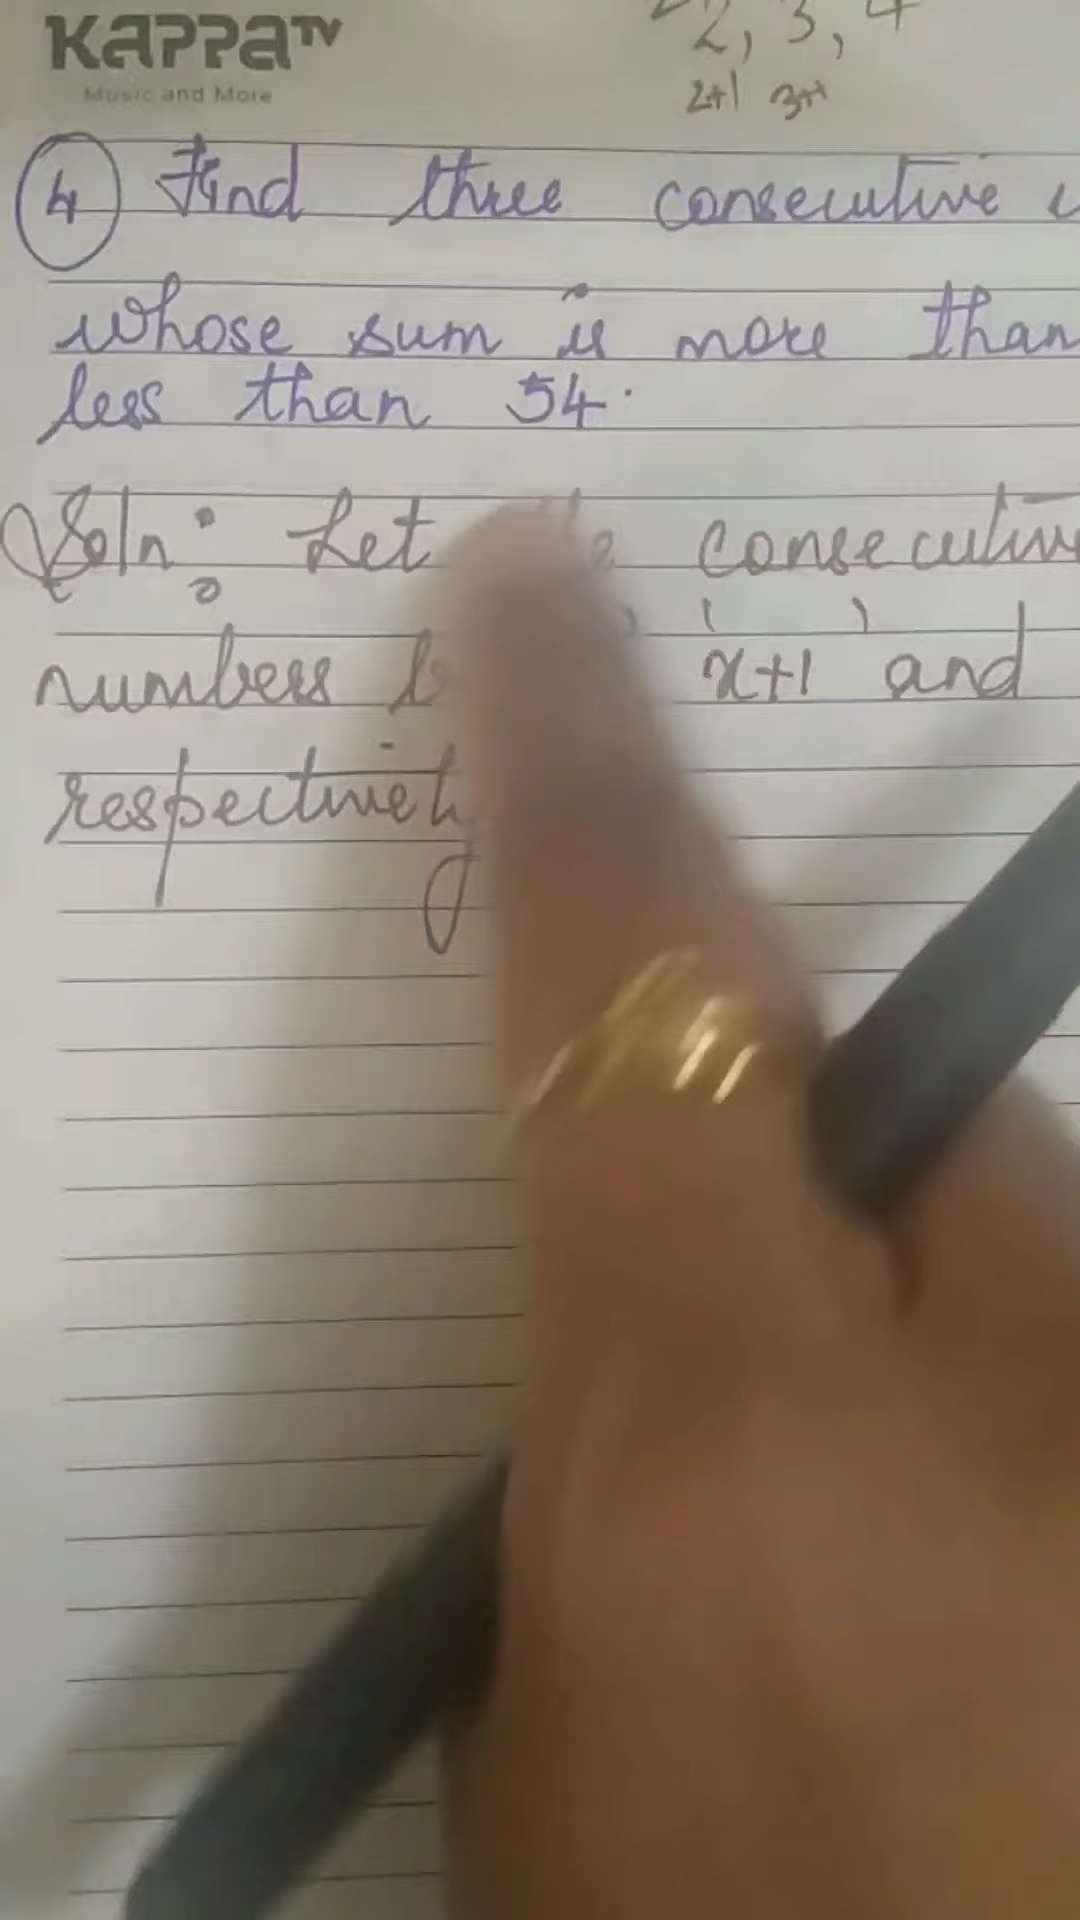 KAPPA TV
Music and More
2, 3, 4
2+1 3+1
4 Find three consecutive
whose sum is more than
less than 54.
Soln: Let consecutive
numbers x+1 and
respectively